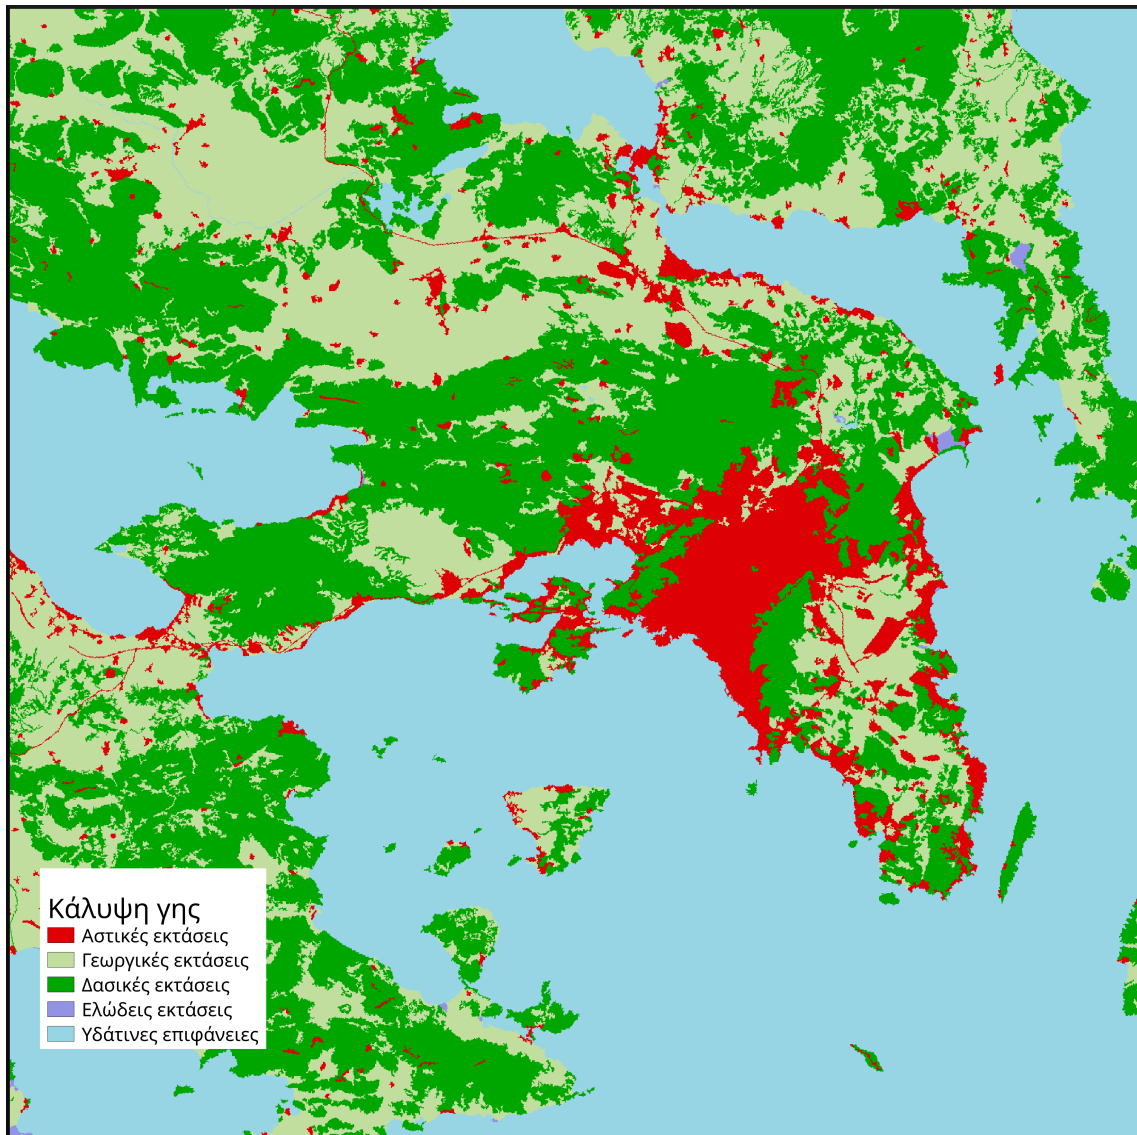 Κάλυψη γης
Αστικές εκτάσεις
Γεωργικές εκτάσεις
Δασικές εκτάσεις
Ελώδεις εκτάσεις
Υδάτινες επιφάνειες